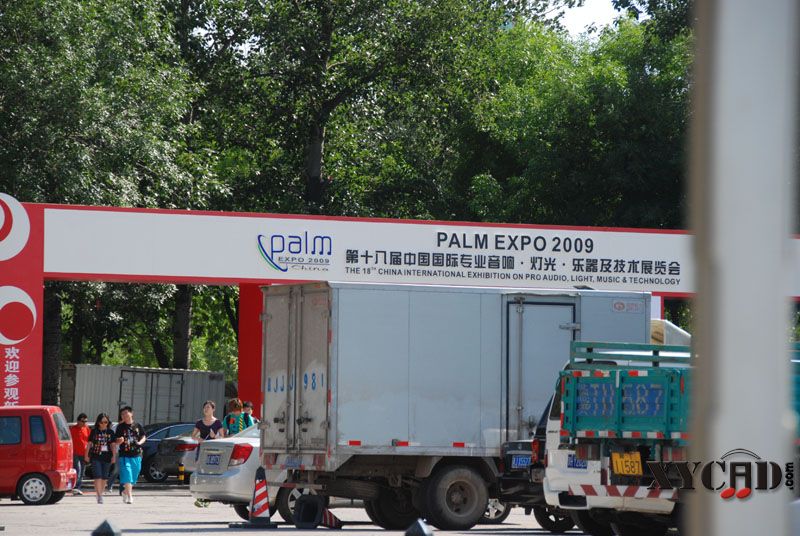 PALM EXPO 2009
palm
EXPO 2009
China
第十八届中国国际专业音响·灯光·乐器及技术展览会
THE 18TH CHINA INTERNATIONAL EXHIBITION ON PRO AUDIO, LIGHT, MUSIC & TECHNOLOGY
欢迎参观
11587
XYCAD.com